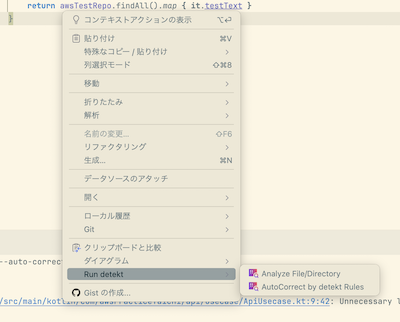 return awsTestRepo.findAll().map { it.testText }
}
コンテキストアクションの表示 ⌥⏎
貼り付け ⌘V
特殊なコピー / 貼り付け >
列選択モード ⇧⌘8
移動 >
折りたたみ >
解析 >
名前の変更... ⇧F6
リファクタリング >
生成... ⌘N
データソースのアタッチ
開く >
ローカル履歴 >
Git >
クリップボードと比較
ダイアグラム >
--auto-correct
Run detekt >
Analyze File/Directory
AutoCorrect by detekt Rules
Gist の作成...
/src/main/kotlin/com/awsPractice/taichi/api/usecase/ApiUsecase.kt:9:42: Unnecessary l